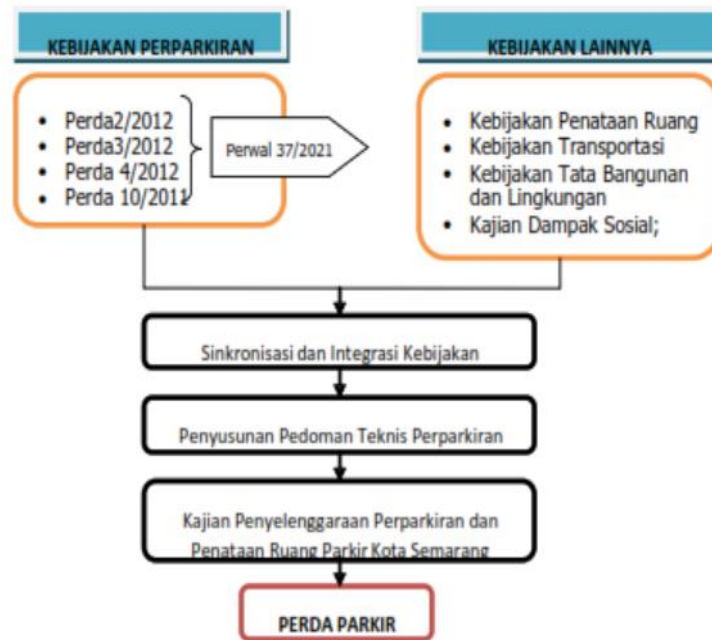 KEBIJAKAN PERPARKIRAN
Perda2/2012
Perda3/2012
Perda 4/2012
Perda 10/2011
Perwal 37/2021
KEBIJAKAN LAINNYA
Kebijakan Penataan Ruang
Kebijakan Transportasi
Kebijakan Tata Bangunan
dan Lingkungan
Kajian Dampak Sosial;
Sinkronisasi dan Integrasi Kebijakan
Penyusunan Pedoman Teknis Perparkiran
Kajian Penyelenggaraan Perparkiran dan
Penataan Ruang Parkir Kota Semarang
PERDA PARKIR